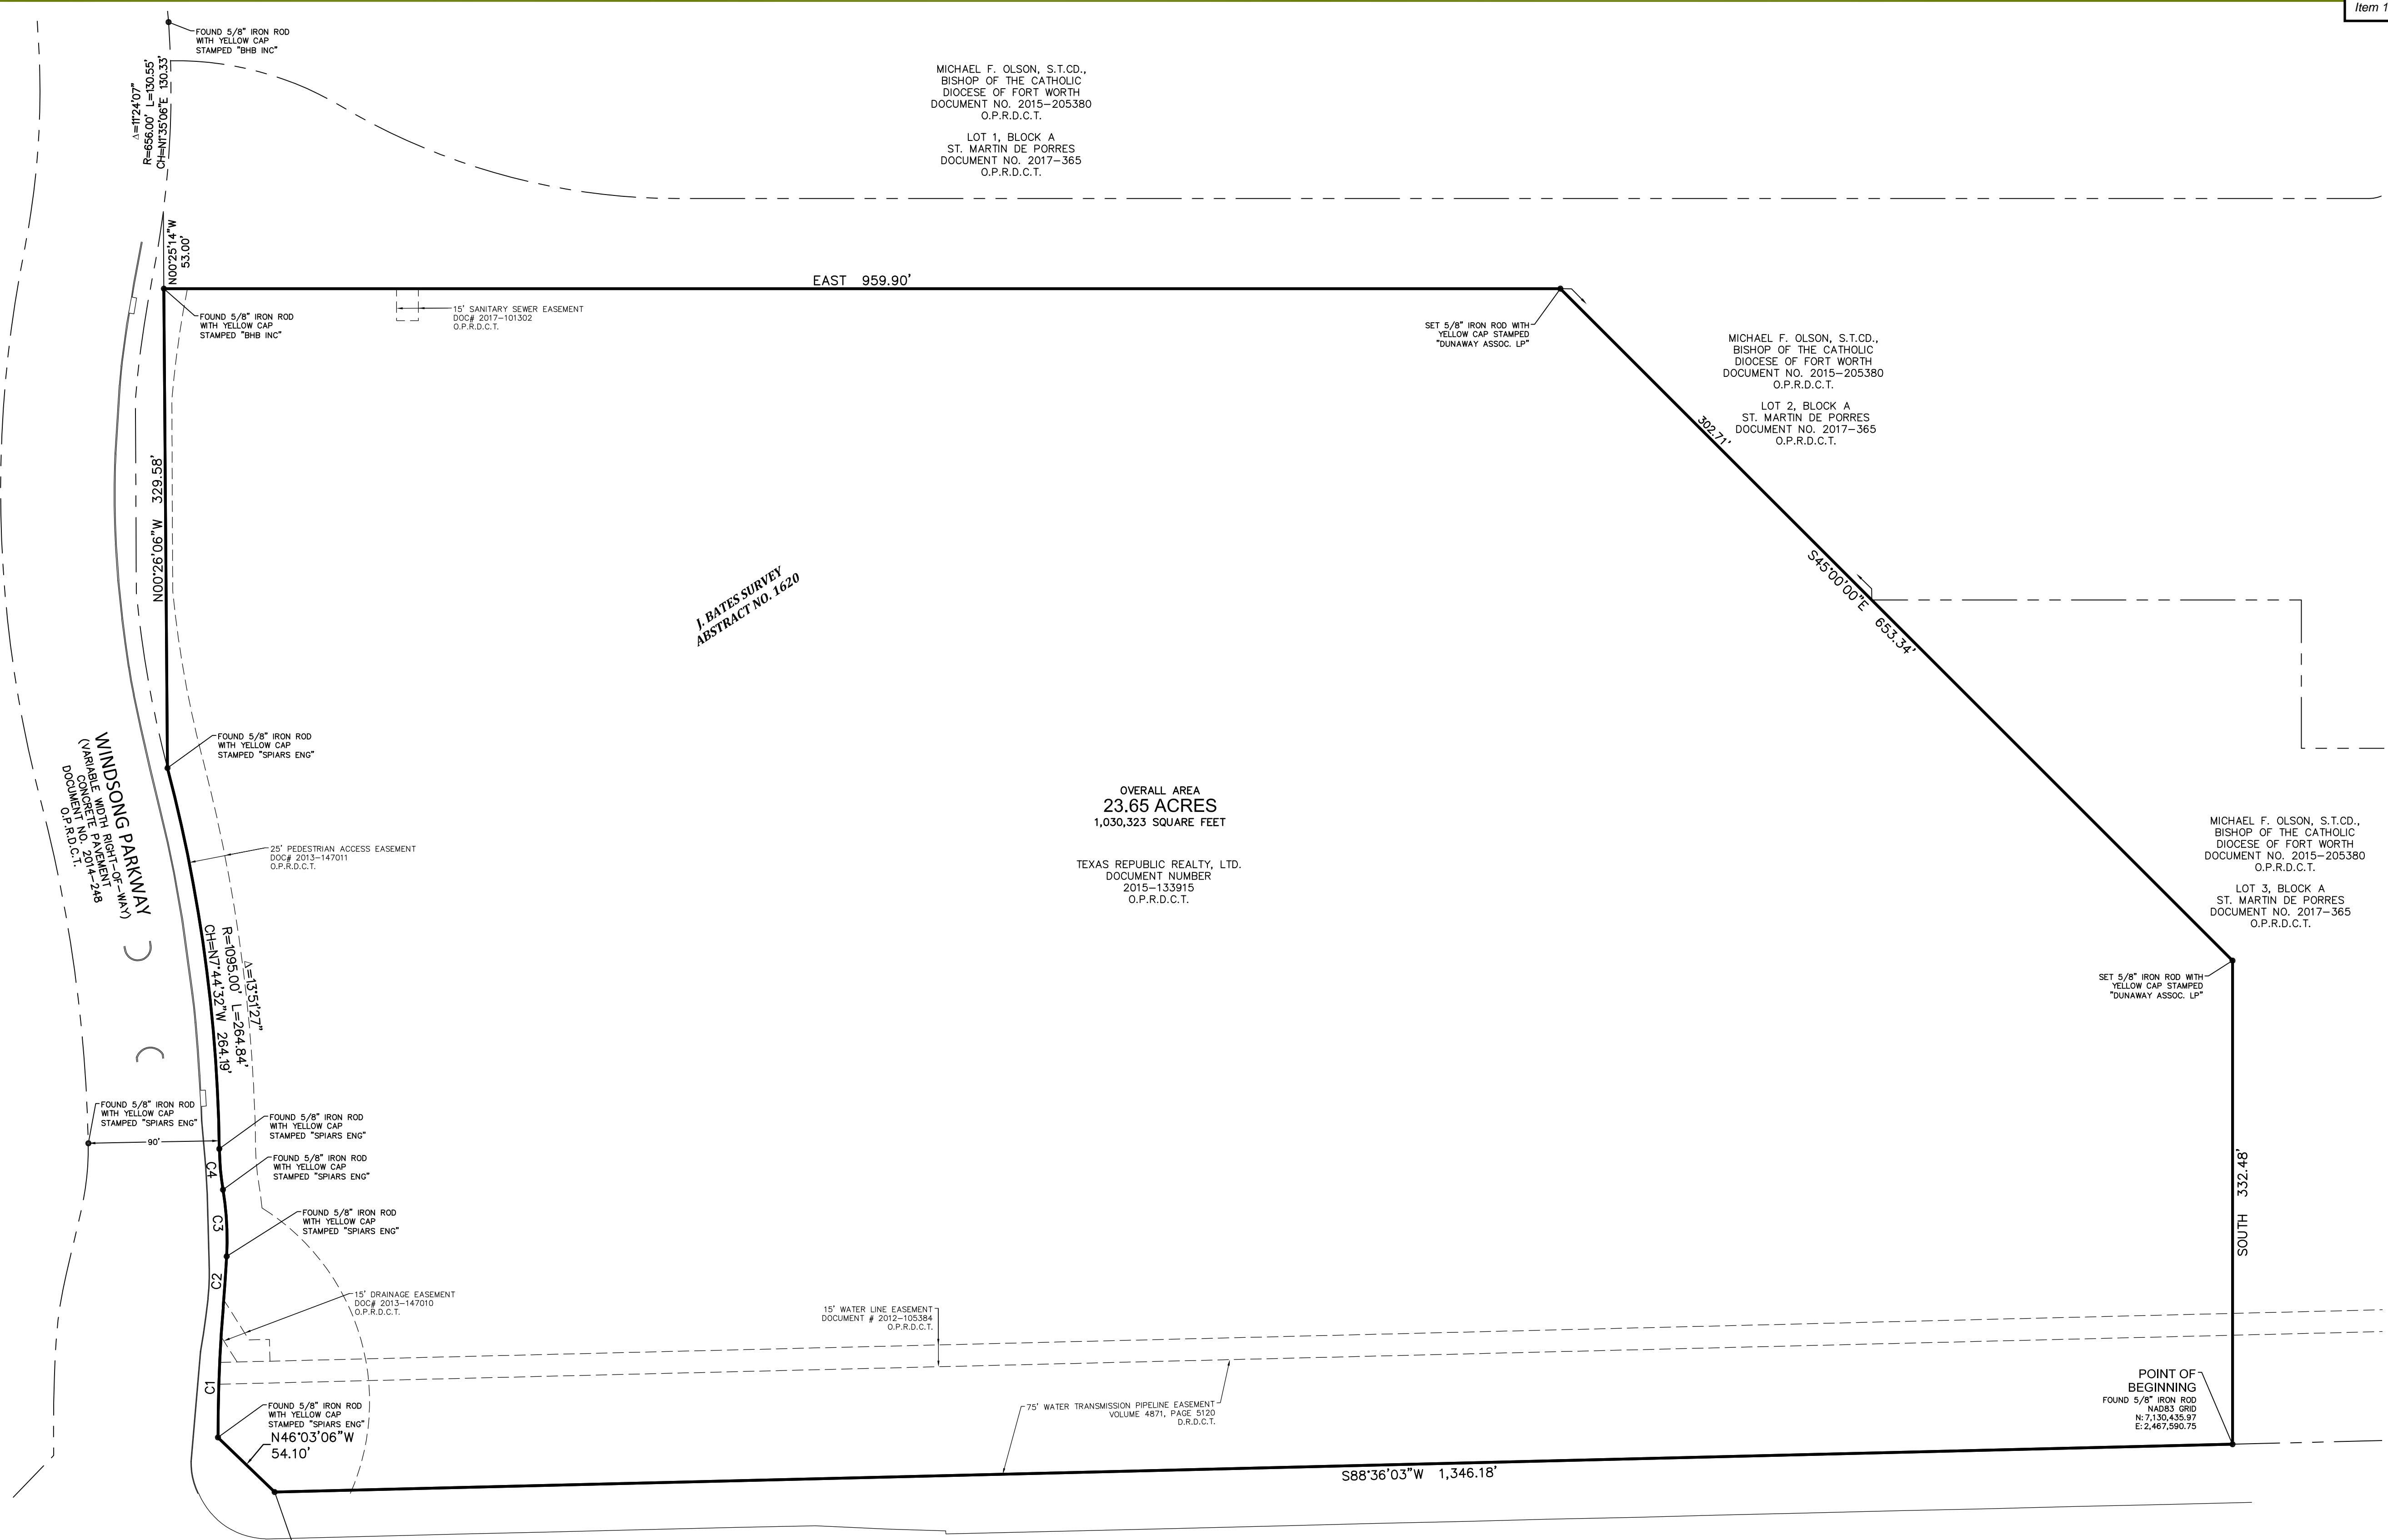 Item 1
FOUND 5/8" IRON ROD
WITH YELLOW CAP
STAMPED "BHB INC"
Δ=11°24'07"
R=656.00' L=130.55'
CH=N1°35'06"E 130.33'
MICHAEL F. OLSON, S.T.CD.,
BISHOP OF THE CATHOLIC
DIOCESE OF FORT WORTH
DOCUMENT NO. 2015-205380
O.P.R.D.C.T.
LOT 1, BLOCK A
ST. MARTIN DE PORRES
DOCUMENT NO. 2017-365
O.P.R.D.C.T.
N00°25'14"W
53.00'
EAST 959.90'
FOUND 5/8" IRON ROD
WITH YELLOW CAP
STAMPED "BHB INC"
15' SANITARY SEWER EASEMENT
DOC# 2017-101302
O.P.R.D.C.T.
SET 5/8" IRON ROD WITH
YELLOW CAP STAMPED
"DUNAWAY ASSOC. LP"
MICHAEL F. OLSON, S.T.CD.,
BISHOP OF THE CATHOLIC
DIOCESE OF FORT WORTH
DOCUMENT NO. 2015-205380
O.P.R.D.C.T.
LOT 2, BLOCK A
ST. MARTIN DE PORRES
DOCUMENT NO. 2017-365
O.P.R.D.C.T.
302.71'
N00°26'06"W 329.58'
J. BATES SURVEY
ABSTRACT NO. 1620
S45°00'00"E 653.34'
FOUND 5/8" IRON ROD
WITH YELLOW CAP
STAMPED "SPIARS ENG"
WINDSONG PARKWAY
(VARIABLE WIDTH RIGHT-OF-WAY)
CONCRETE PAVEMENT
DOCUMENT NO. 2014-248
O.P.R.D.C.T.
25' PEDESTRIAN ACCESS EASEMENT
DOC# 2013-147011
O.P.R.D.C.T.
OVERALL AREA
23.65 ACRES
1,030,323 SQUARE FEET
TEXAS REPUBLIC REALTY, LTD.
DOCUMENT NUMBER
2015-133915
O.P.R.D.C.T.
MICHAEL F. OLSON, S.T.CD.,
BISHOP OF THE CATHOLIC
DIOCESE OF FORT WORTH
DOCUMENT NO. 2015-205380
O.P.R.D.C.T.
LOT 3, BLOCK A
ST. MARTIN DE PORRES
DOCUMENT NO. 2017-365
O.P.R.D.C.T.
Δ=13°51'27"
R=1095.00' L=264.84'
CH=N7°44'32"W 264.19'
SET 5/8" IRON ROD WITH
YELLOW CAP STAMPED
"DUNAWAY ASSOC. LP"
FOUND 5/8" IRON ROD
WITH YELLOW CAP
STAMPED "SPIARS ENG"
90'
FOUND 5/8" IRON ROD
WITH YELLOW CAP
STAMPED "SPIARS ENG"
C4
FOUND 5/8" IRON ROD
WITH YELLOW CAP
STAMPED "SPIARS ENG"
C3
FOUND 5/8" IRON ROD
WITH YELLOW CAP
STAMPED "SPIARS ENG"
SOUTH 332.48'
C2
15' DRAINAGE EASEMENT
DOC# 2013-147010
O.P.R.D.C.T.
15' WATER LINE EASEMENT
DOCUMENT # 2012-105384
O.P.R.D.C.T.
C1
POINT OF
BEGINNING
FOUND 5/8" IRON ROD
NAD83 GRID
N: 7,130,435.97
E: 2,467,590.75
FOUND 5/8" IRON ROD
WITH YELLOW CAP
STAMPED "SPIARS ENG"
N46°03'06"W
54.10'
75' WATER TRANSMISSION PIPELINE EASEMENT
VOLUME 4871, PAGE 5120
D.R.D.C.T.
S88°36'03"W 1,346.18'